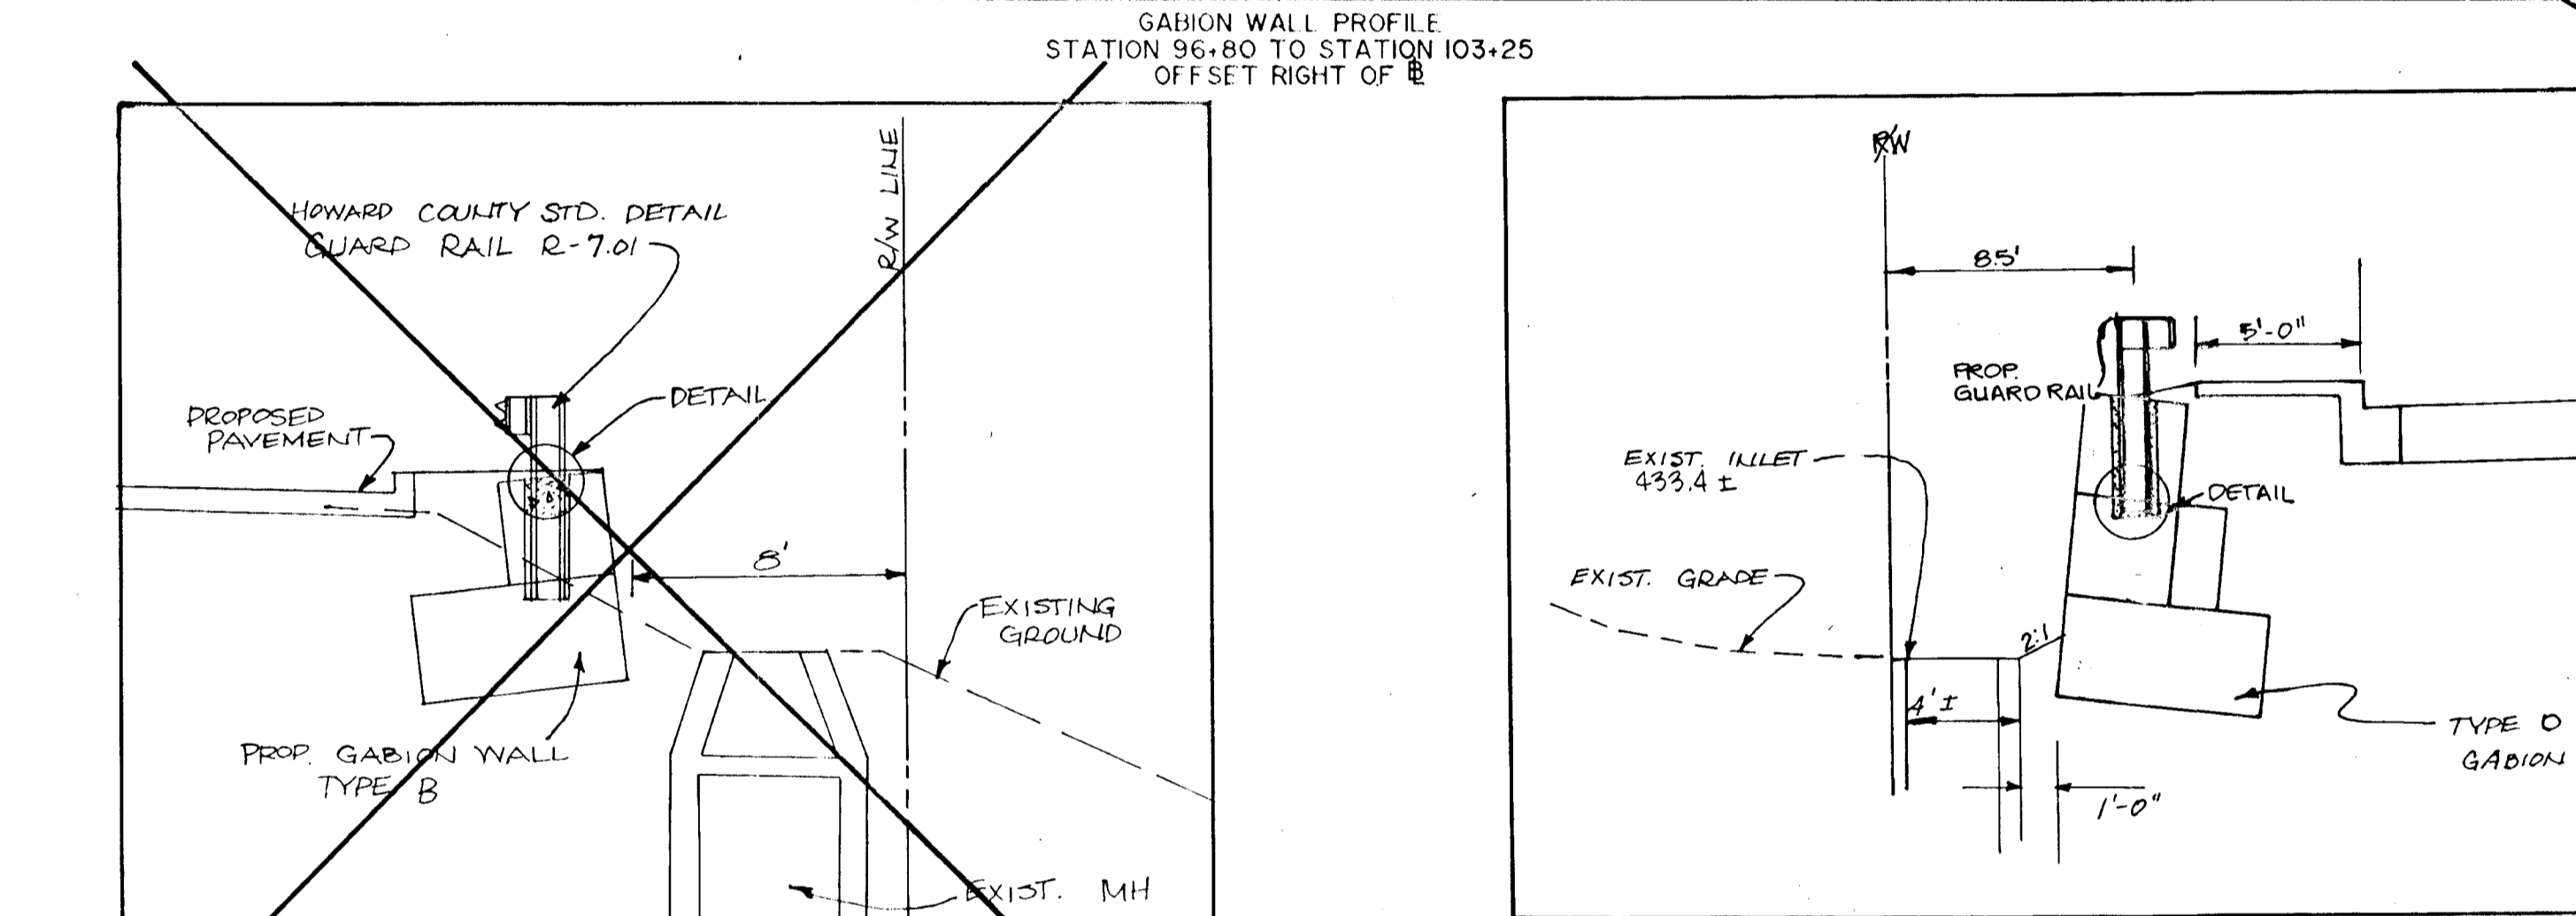 GABION WALL PROFILE
STATION 96+80 TO STATION 103+25
OFFSET RIGHT OF ℄
HOWARD COUNTY STD. DETAIL
GUARD RAIL R-7.01
R/W LINE
DETAIL
PROPOSED
PAVEMENT
8'
EXISTING
GROUND
PROP. GABION WALL
TYPE B
EXIST. MH
R/W
8.5'
5'-0"
PROP.
GUARD RAIL
EXIST. INLET
433.4 ±
DETAIL
EXIST. GRADE
2:1
4' ±
TYPE D
GABION
1'-0"